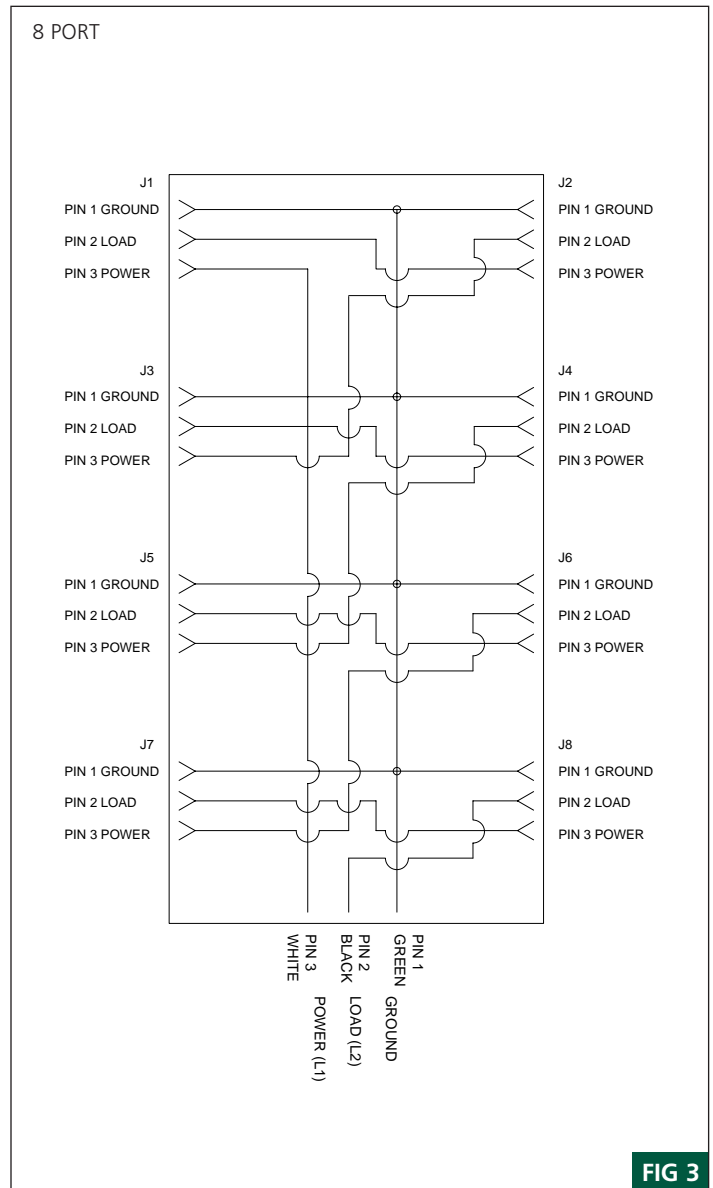 8 PORT
J1
PIN 1 GROUND
PIN 2 LOAD
PIN 3 POWER
J2
PIN 1 GROUND
PIN 2 LOAD
PIN 3 POWER
J3
PIN 1 GROUND
PIN 2 LOAD
PIN 3 POWER
J4
PIN 1 GROUND
PIN 2 LOAD
PIN 3 POWER
J5
PIN 1 GROUND
PIN 2 LOAD
PIN 3 POWER
J6
PIN 1 GROUND
PIN 2 LOAD
PIN 3 POWER
J7
PIN 1 GROUND
PIN 2 LOAD
PIN 3 POWER
J8
PIN 1 GROUND
PIN 2 LOAD
PIN 3 POWER
PIN 3
WHITE POWER (L1)
PIN 2
BLACK LOAD (L2)
PIN 1
GREEN GROUND
FIG 3